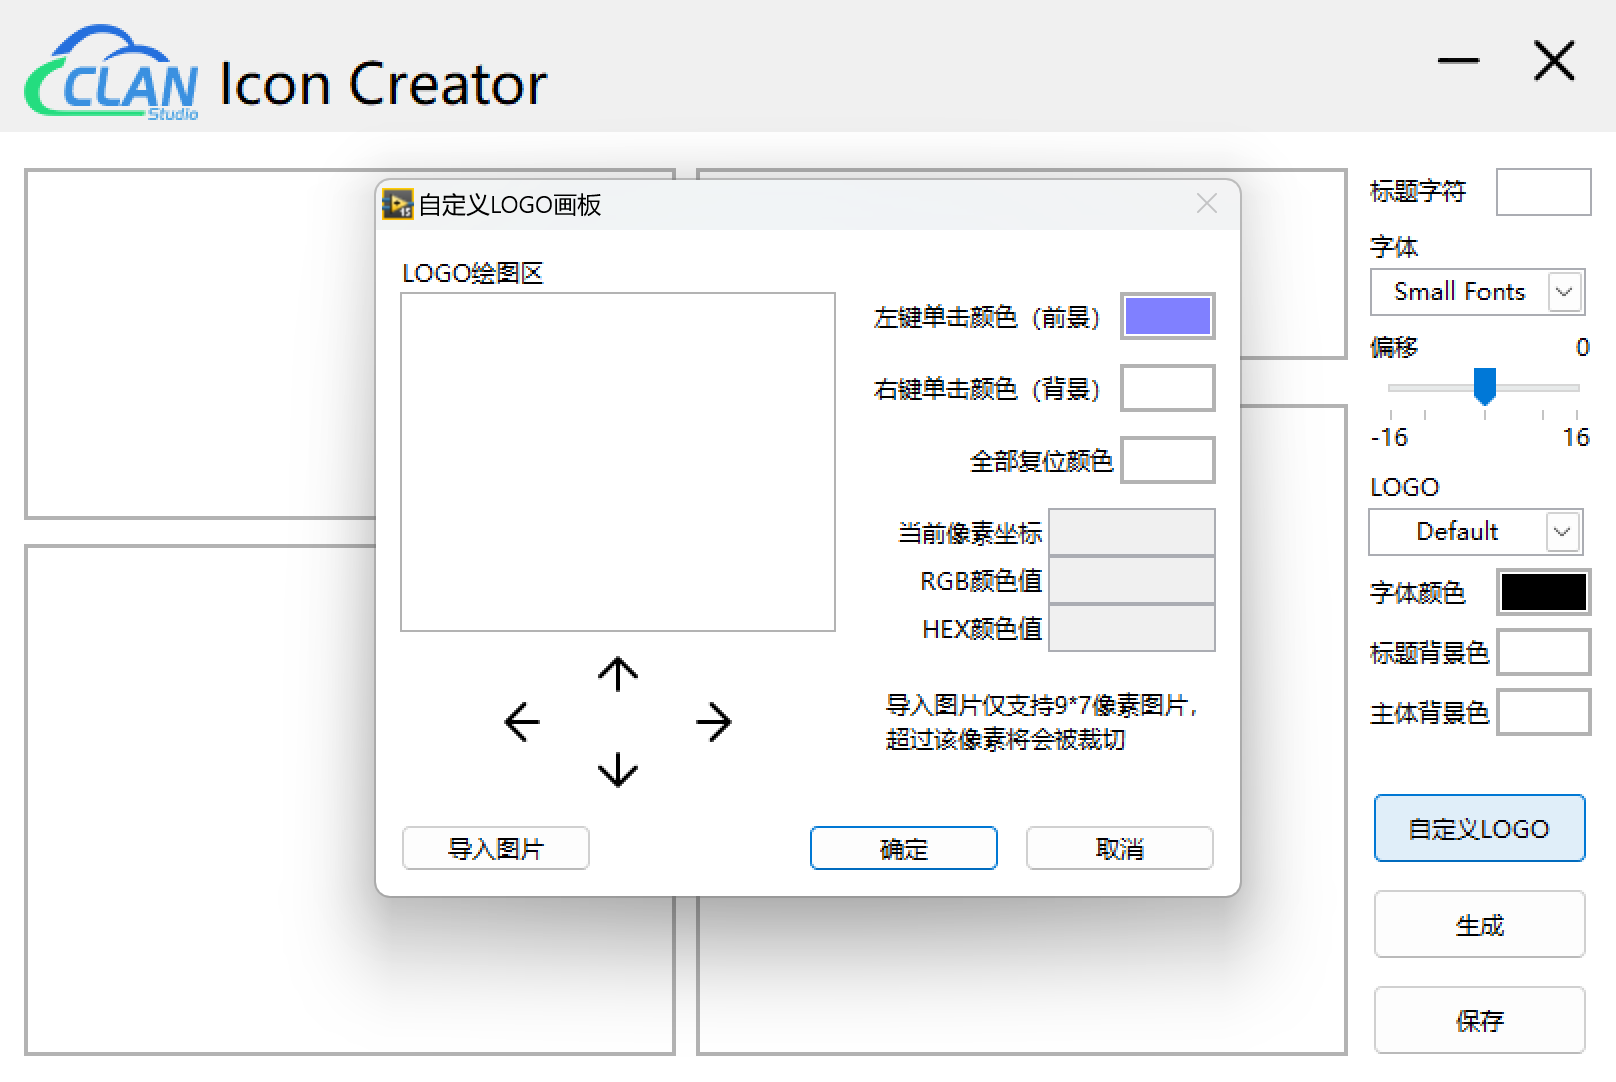 CLAN
Studio
Icon Creator
自定义LOGO画板
LOGO绘图区
左键单击颜色（前景）
右键单击颜色（背景）
全部复位颜色
当前像素坐标
RGB颜色值
HEX颜色值
导入图片仅支持9*7像素图片，
超过该像素将会被裁切
导入图片
确定
取消
标题字符
字体
Small Fonts
偏移
0
-16
16
LOGO
Default
字体颜色
标题背景色
主体背景色
自定义LOGO
生成
保存